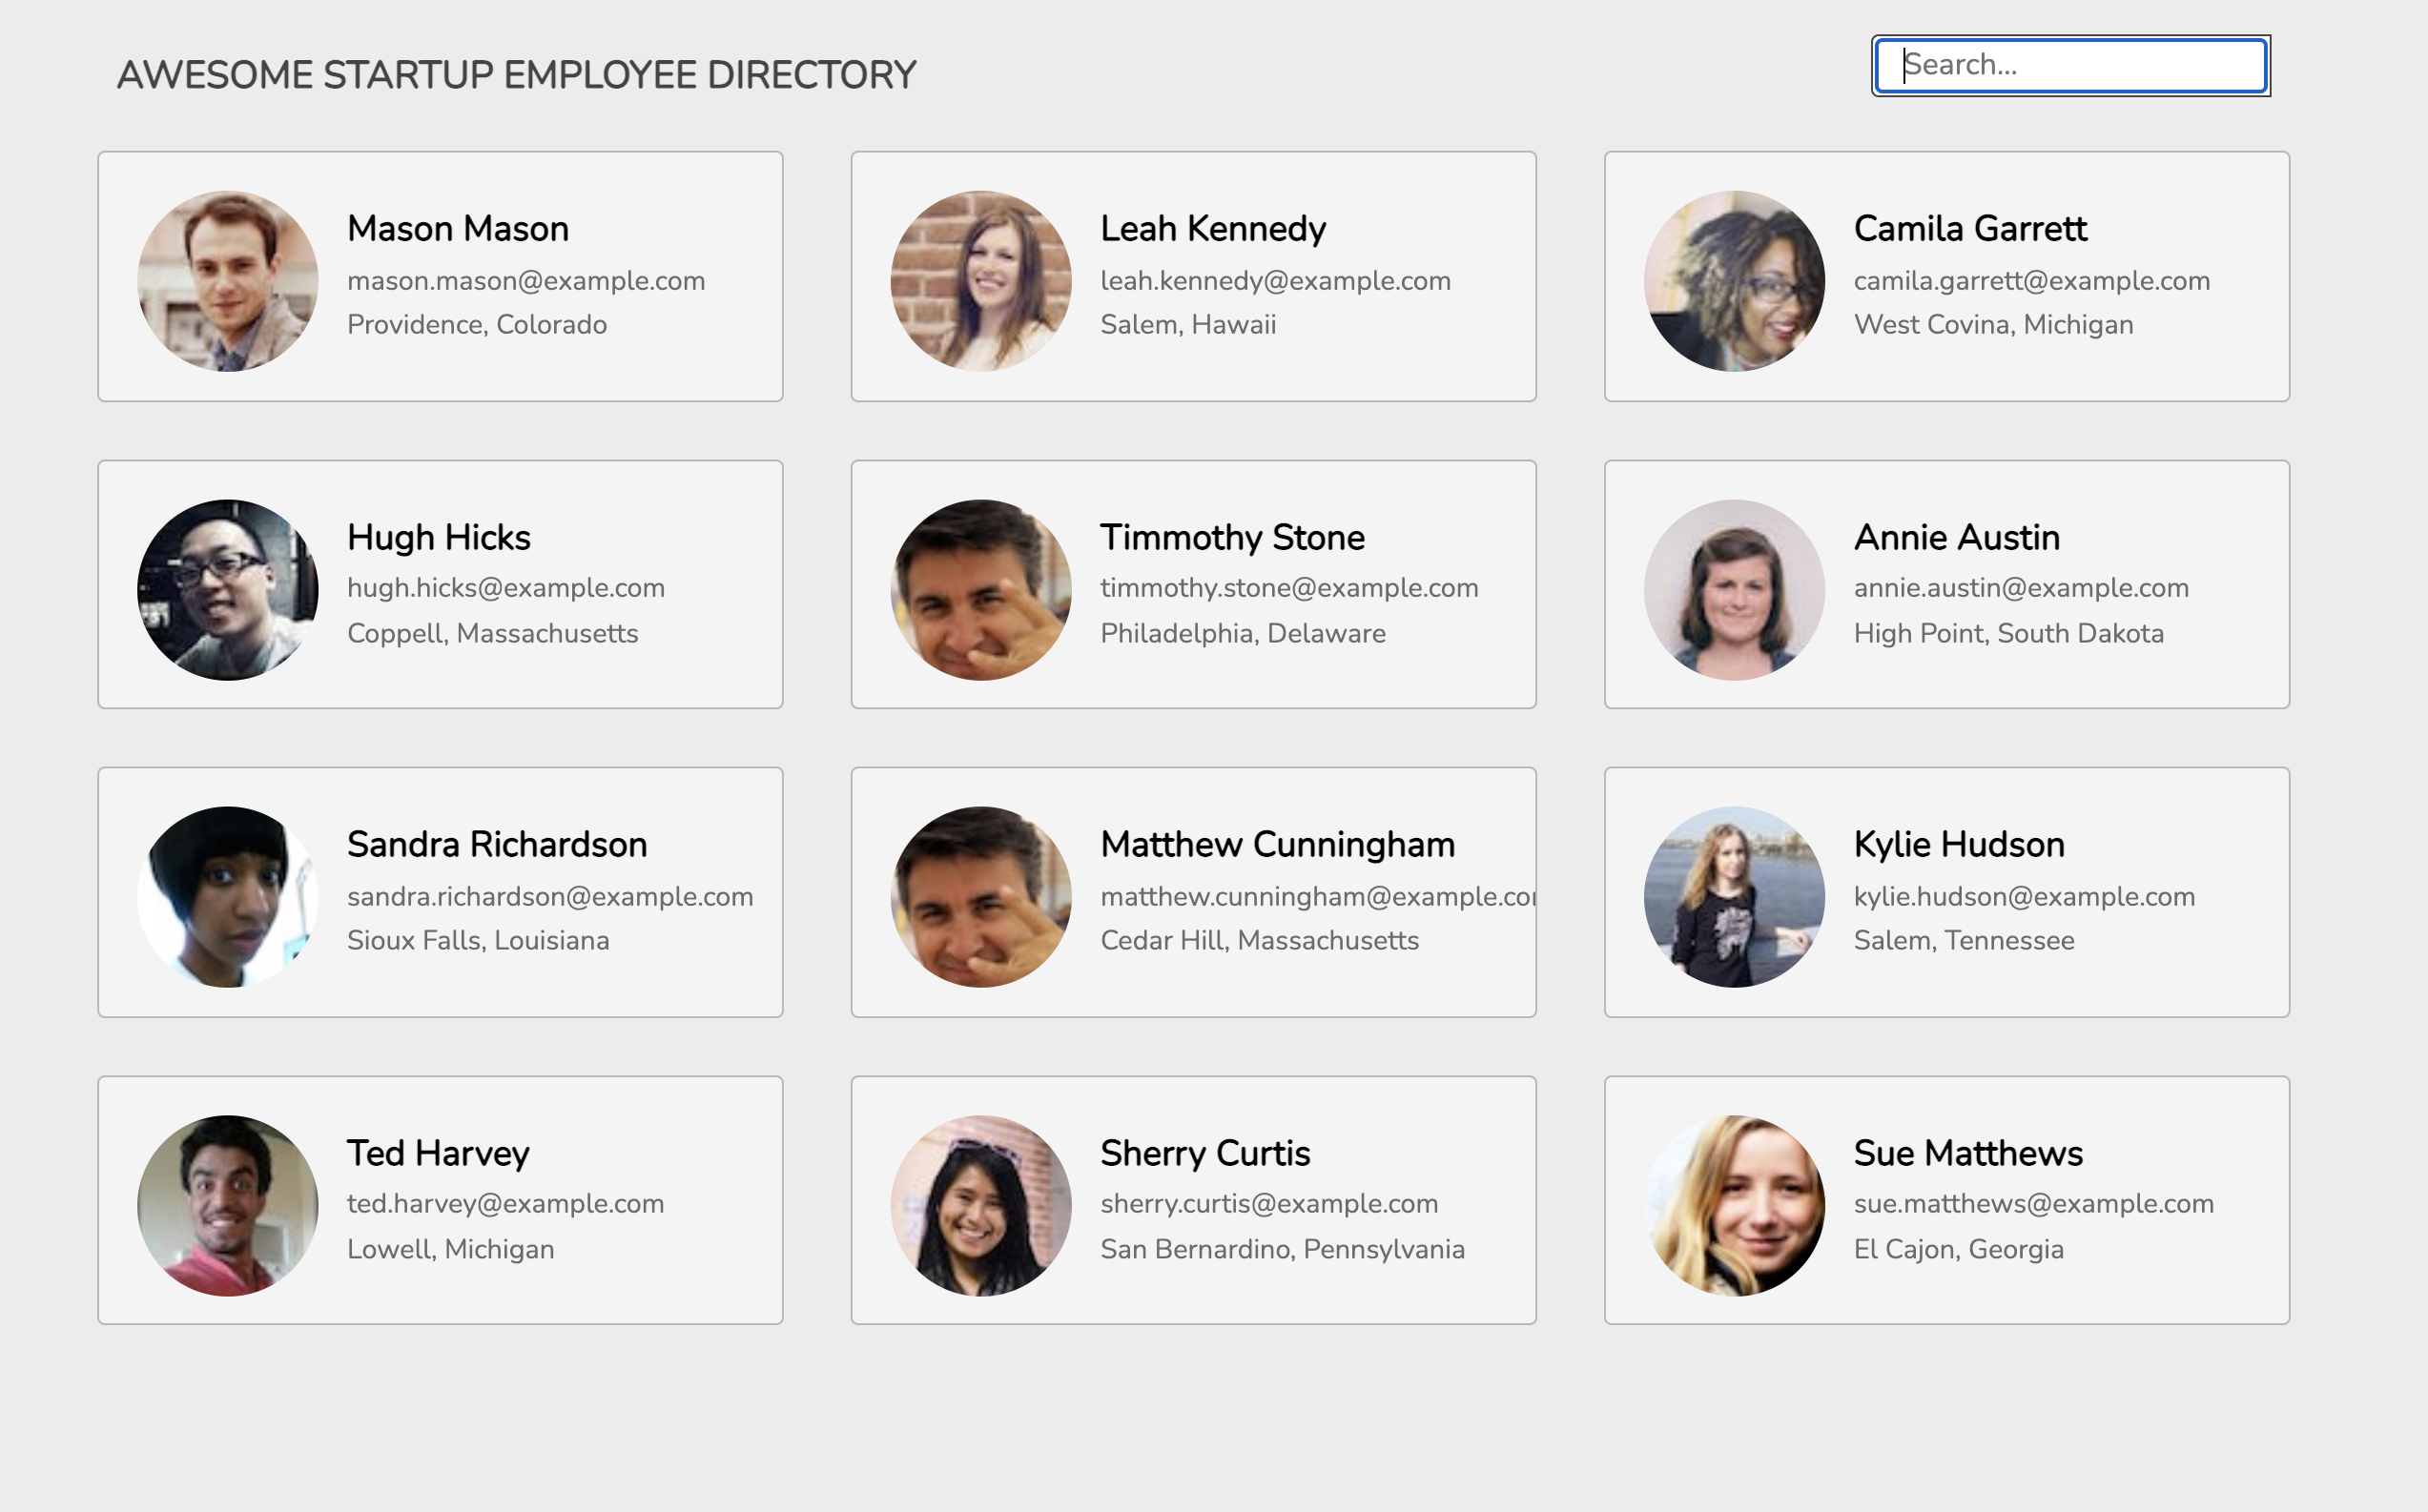 AWESOME STARTUP EMPLOYEE DIRECTORY
Search...
Mason Mason
mason.mason@example.com
Providence, Colorado
Leah Kennedy
leah.kennedy@example.com
Salem, Hawaii
Camila Garrett
camila.garrett@example.com
West Covina, Michigan
Hugh Hicks
hugh.hicks@example.com
Coppell, Massachusetts
Timmothy Stone
timmothy.stone@example.com
Philadelphia, Delaware
Annie Austin
annie.austin@example.com
High Point, South Dakota
Sandra Richardson
sandra.richardson@example.com
Sioux Falls, Louisiana
Matthew Cunningham
matthew.cunningham@example.co
Cedar Hill, Massachusetts
Kylie Hudson
kylie.hudson@example.com
Salem, Tennessee
Ted Harvey
ted.harvey@example.com
Lowell, Michigan
Sherry Curtis
sherry.curtis@example.com
San Bernardino, Pennsylvania
Sue Matthews
sue.matthews@example.com
El Cajon, Georgia